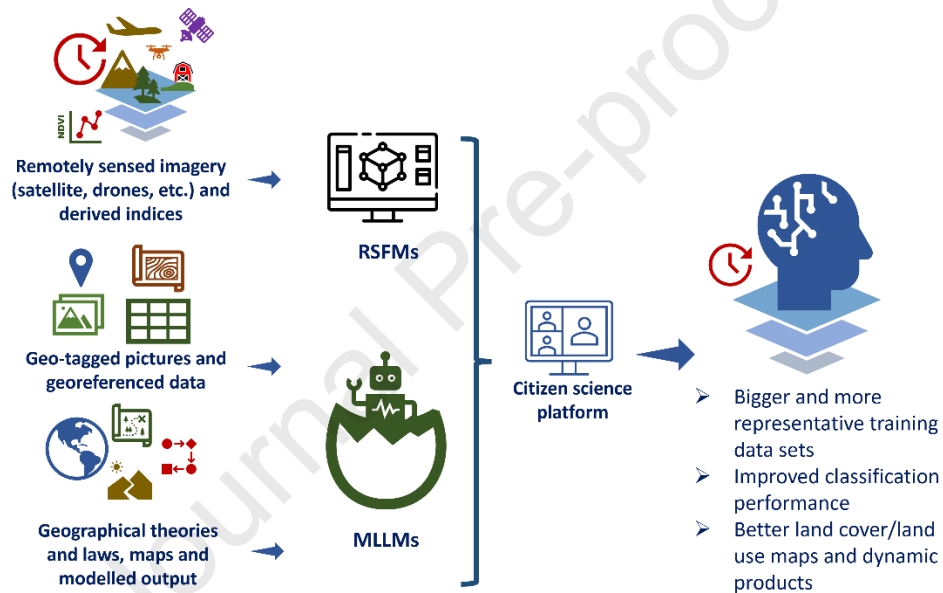 NDVI
Remotely sensed imagery
(satellite, drones, etc.) and
derived indices
RSFMs
Geo-tagged pictures and
georeferenced data
Geographical theories
and laws, maps and
modelled output
MLLMs
Citizen science
platform
➢ Bigger and more
representative training
data sets
➢ Improved classification
performance
➢ Better land cover/land
use maps and dynamic
products
Journal Pre-proo